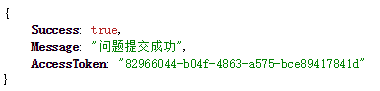 {
Success: true,
Message: "问题提交成功",
AccessToken: "82966044-b04f-4863-a575-bce89417841d"
}